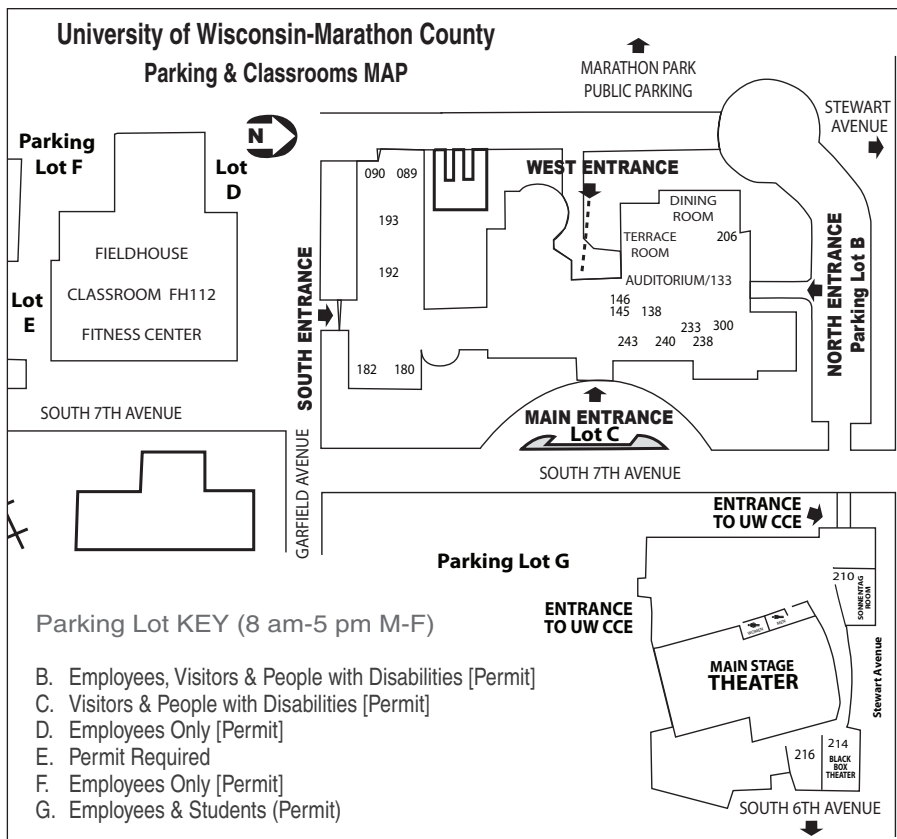 University of Wisconsin-Marathon County
Parking & Classrooms MAP
MARATHON PARK
PUBLIC PARKING
STEWART
AVENUE
Parking
Lot F
N
Lot
D
WEST ENTRANCE
090 089
193
192
182 180
DINING
ROOM
TERRACE
ROOM
206
AUDITORIUM/133
146
145 138
233 300
243 240 238
FIELDHOUSE
CLASSROOM FH112
FITNESS CENTER
Lot
E
SOUTH ENTRANCE
NORTH ENTRANCE
Parking Lot B
SOUTH 7TH AVENUE
MAIN ENTRANCE
Lot C
SOUTH 7TH AVENUE
GARFIELD AVENUE
ENTRANCE
TO UW CCE
Parking Lot G
210
SONNENTAG
ROOM
ENTRANCE
TO UW CCE
WOMEN
MEN
MAIN STAGE
THEATER
Stewart Avenue
216
214
BLACK
BOX
THEATER
SOUTH 6TH AVENUE
Parking Lot KEY (8 am-5 pm M-F)
B. Employees, Visitors & People with Disabilities [Permit]
C. Visitors & People with Disabilities [Permit]
D. Employees Only [Permit]
E. Permit Required
F. Employees Only [Permit]
G. Employees & Students (Permit)